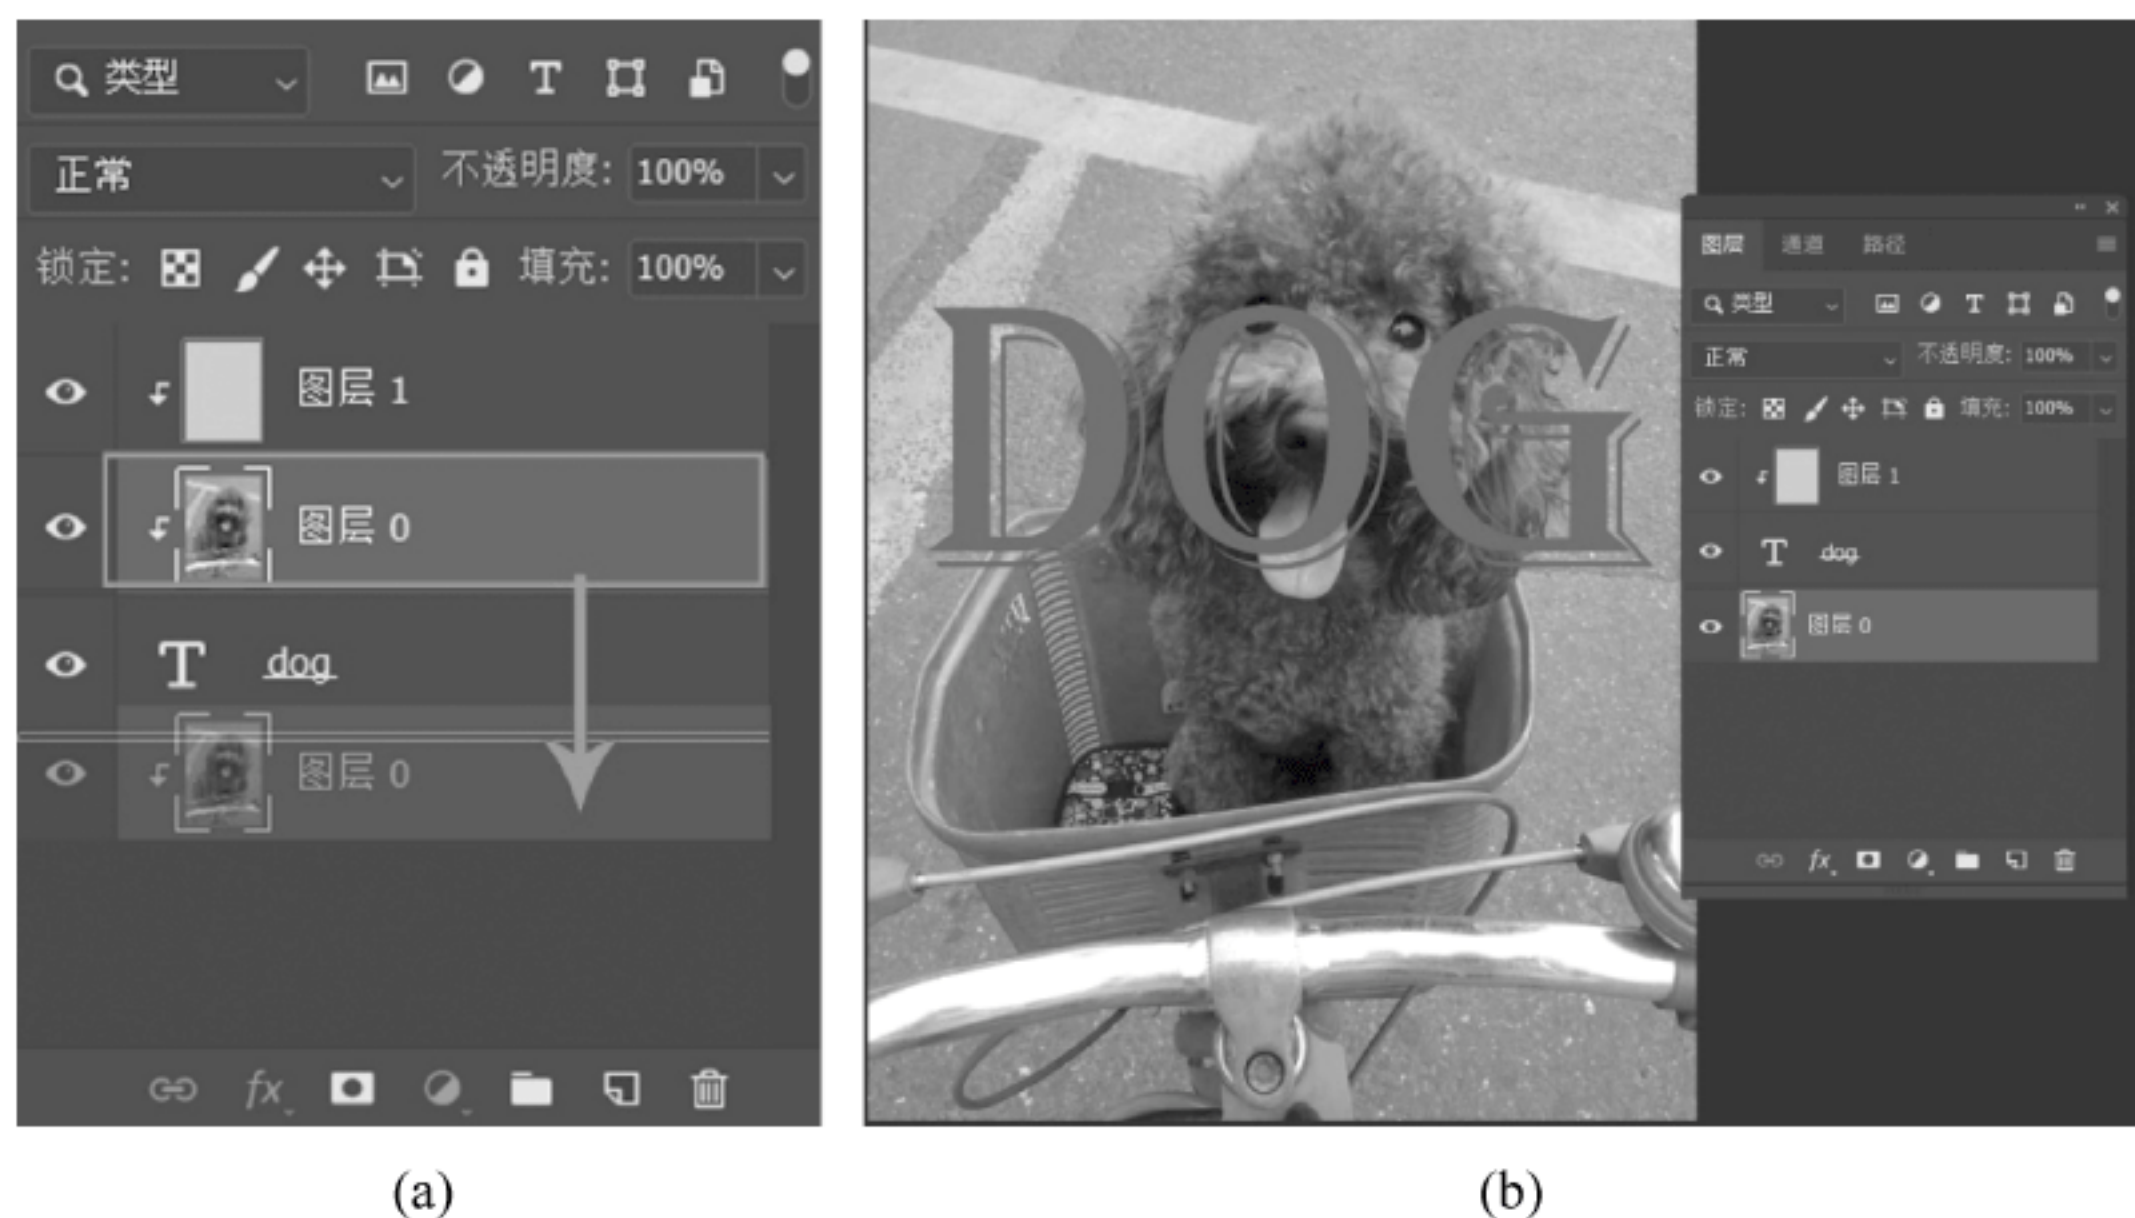 类型
正常
不透明度: 100%
锁定:
填充: 100%
图层 1
图层 0
T dog
图层 0
fx
(a)
DOG
图层 通道 路径
类型
正常 不透明度: 100%
锁定: 填充: 100%
图层 1
T dog
图层 0
fx
(b)